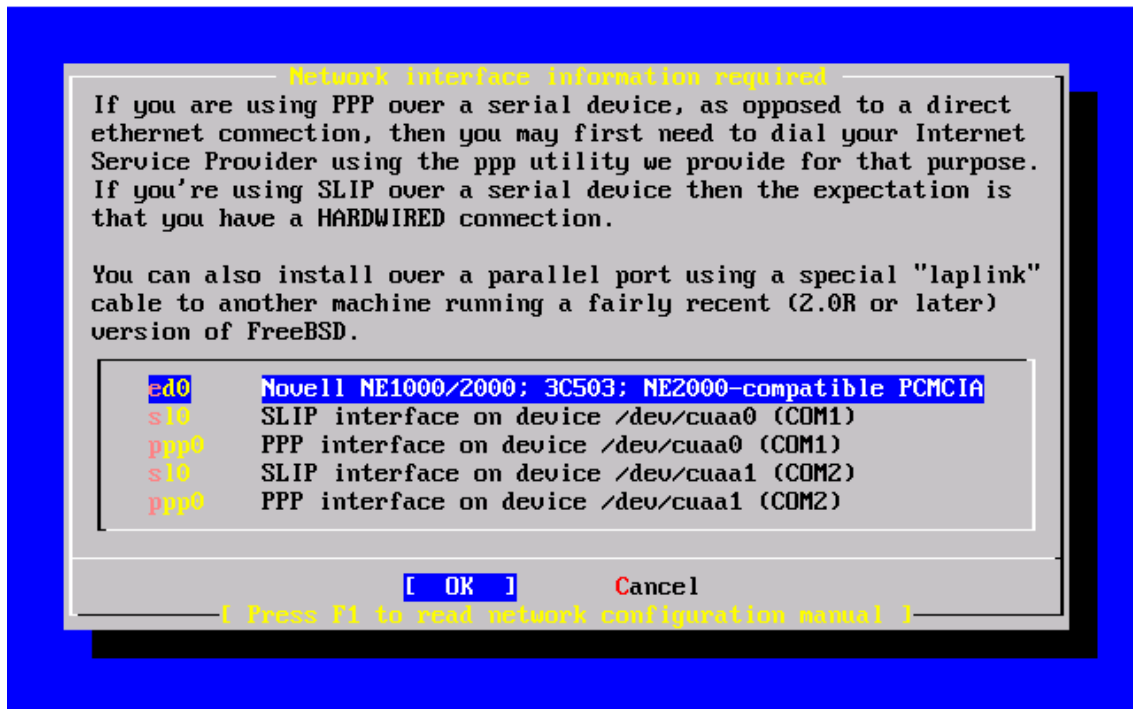 Network interface information required
If you are using PPP over a serial device, as opposed to a direct
ethernet connection, then you may first need to dial your Internet
Service Provider using the ppp utility we provide for that purpose.
If you're using SLIP over a serial device then the expectation is
that you have a HARDWIRED connection.
You can also install over a parallel port using a special "laplink"
cable to another machine running a fairly recent (2.0R or later)
version of FreeBSD.
ed0 Novell NE1000/2000; 3C503; NE2000-compatible PCMCIA
sl0 SLIP interface on device /dev/cuaa0 (COM1)
ppp0 PPP interface on device /dev/cuaa0 (COM1)
sl0 SLIP interface on device /dev/cuaa1 (COM2)
ppp0 PPP interface on device /dev/cuaa1 (COM2)
[ OK ] Cancel
[ Press F1 to read network configuration manual ]